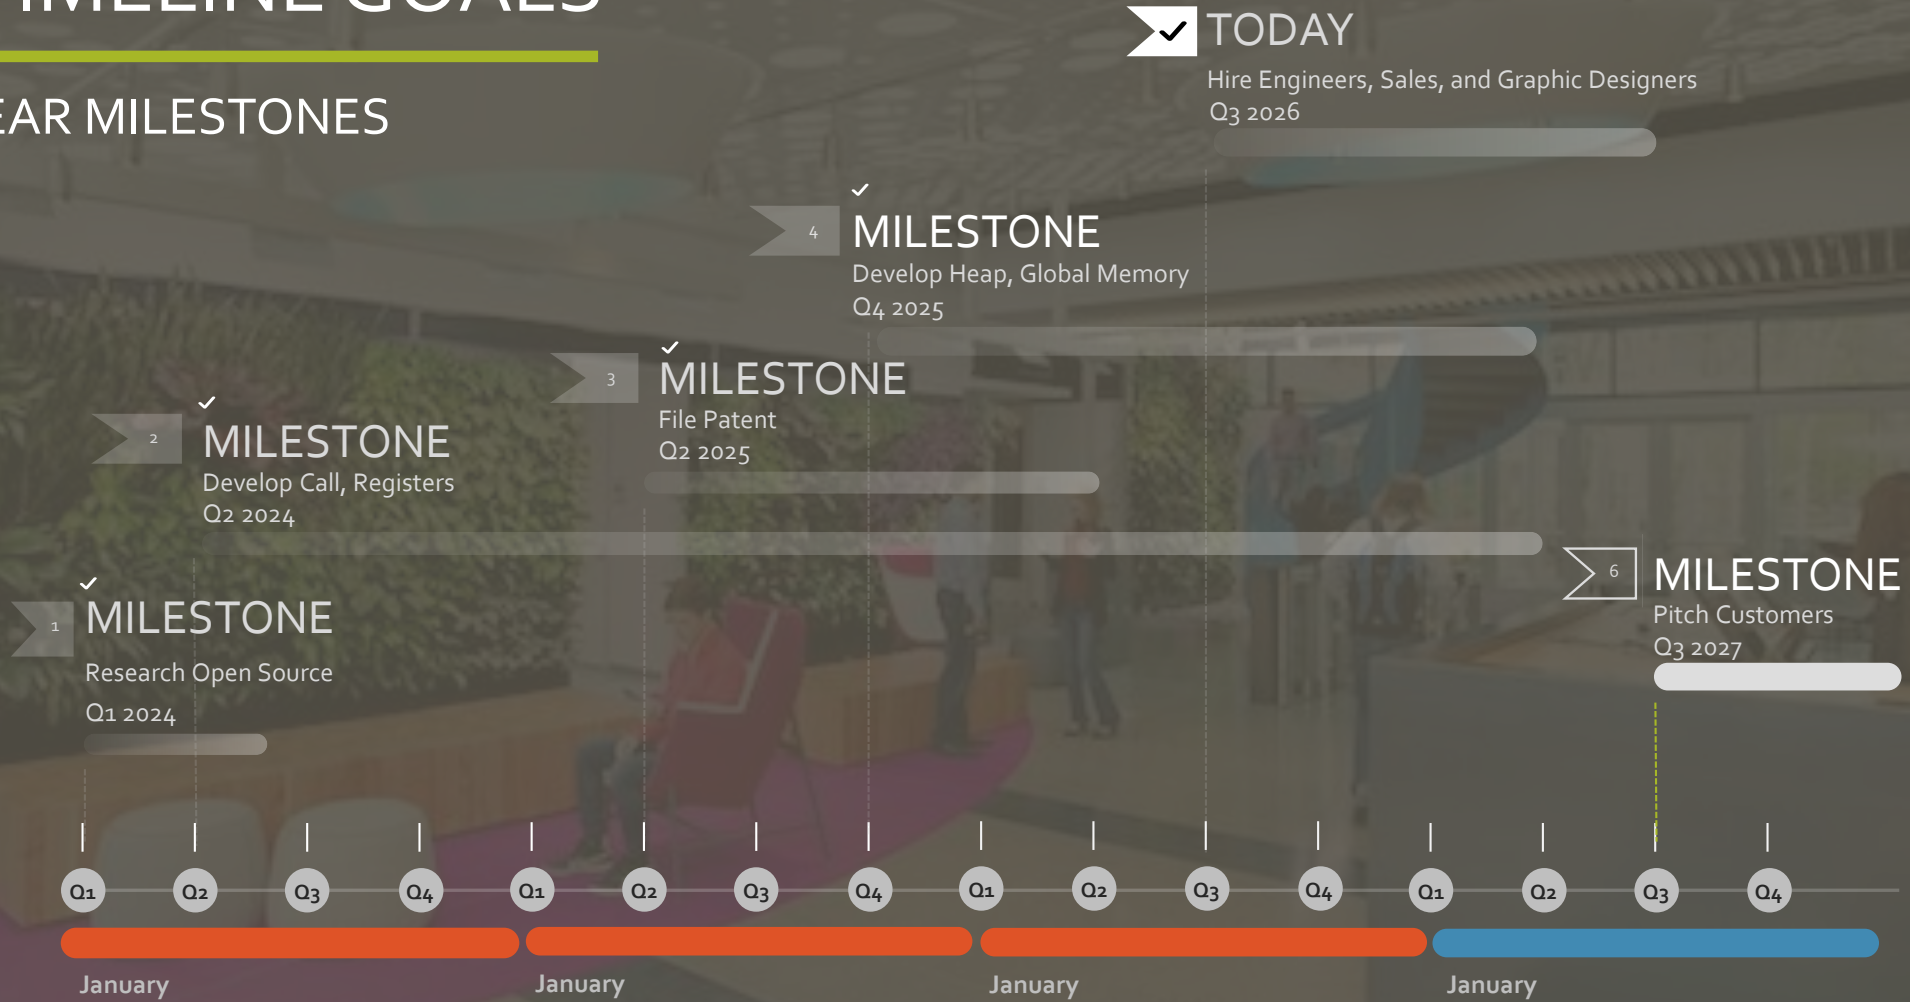 GOALS
MILESTONES
TODAY
Hire Engineers, Sales, and Graphic Designers
Q3 2026
4
MILESTONE
Develop Heap, Global Memory
Q4 2025
3
MILESTONE
File Patent
Q2 2025
2
MILESTONE
Develop Call, Registers
Q2 2024
6
MILESTONE
Pitch Customers
Q3 2027
1
MILESTONE
Research Open Source
Q1 2024
Q1 Q2 Q3 Q4 Q1 Q2 Q3 Q4 Q1 Q2 Q3 Q4 Q1 Q2 Q3 Q4
January January January January